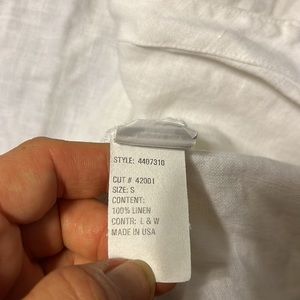 STYLE: 4407310
CUT # 42001
SIZE: S
CONTENT:
100% LINEN
CONTR: L & W
MADE IN USA